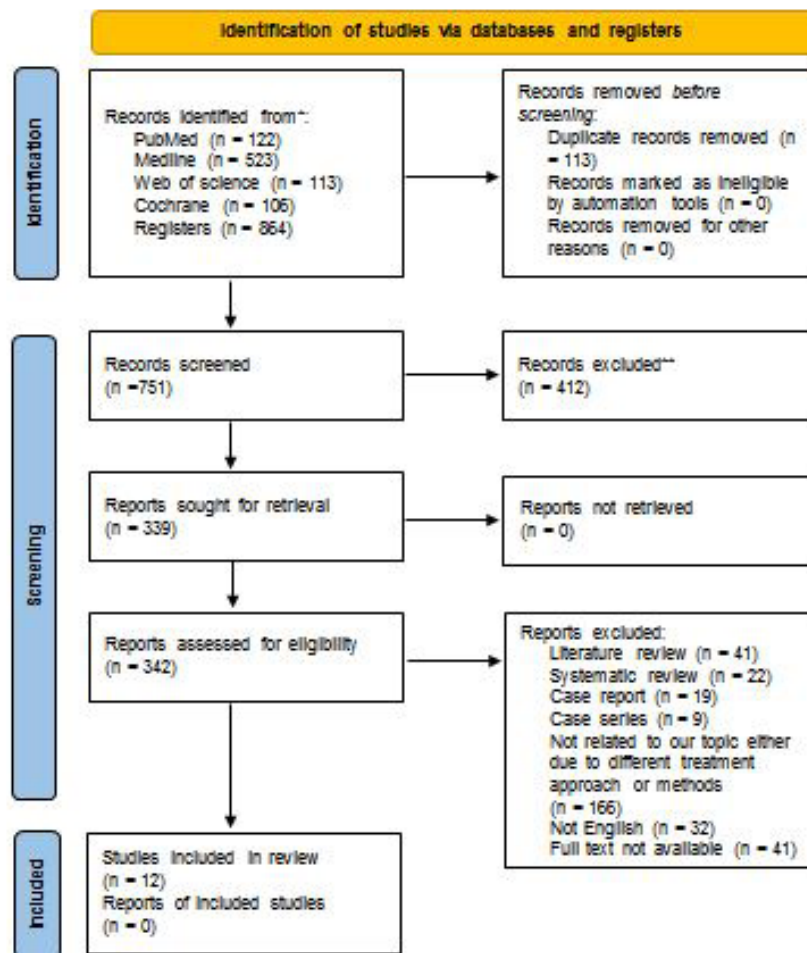 Identification of studies via databases and registers
Identification
Records identified from*:
PubMed (n = 122)
Medline (n = 523)
Web of science (n = 113)
Cochrane (n = 106)
Registers (n = 864)
Records removed before
screening:
Duplicate records removed (n
= 113)
Records marked as ineligible
by automation tools (n = 0)
Records removed for other
reasons (n = 0)
Screening
Records screened
(n =751)
Records excluded**
(n = 412)
Reports sought for retrieval
(n = 339)
Reports not retrieved
(n = 0)
Reports assessed for eligibility
(n = 342)
Reports excluded:
Literature review (n = 41)
Systematic review (n = 22)
Case report (n = 19)
Case series (n = 9)
Not related to our topic either
due to different treatment
approach or methods
(n = 166)
Not English (n = 32)
Full text not available (n = 41)
Included
Studies included in review
(n = 12)
Reports of included studies
(n = 0)